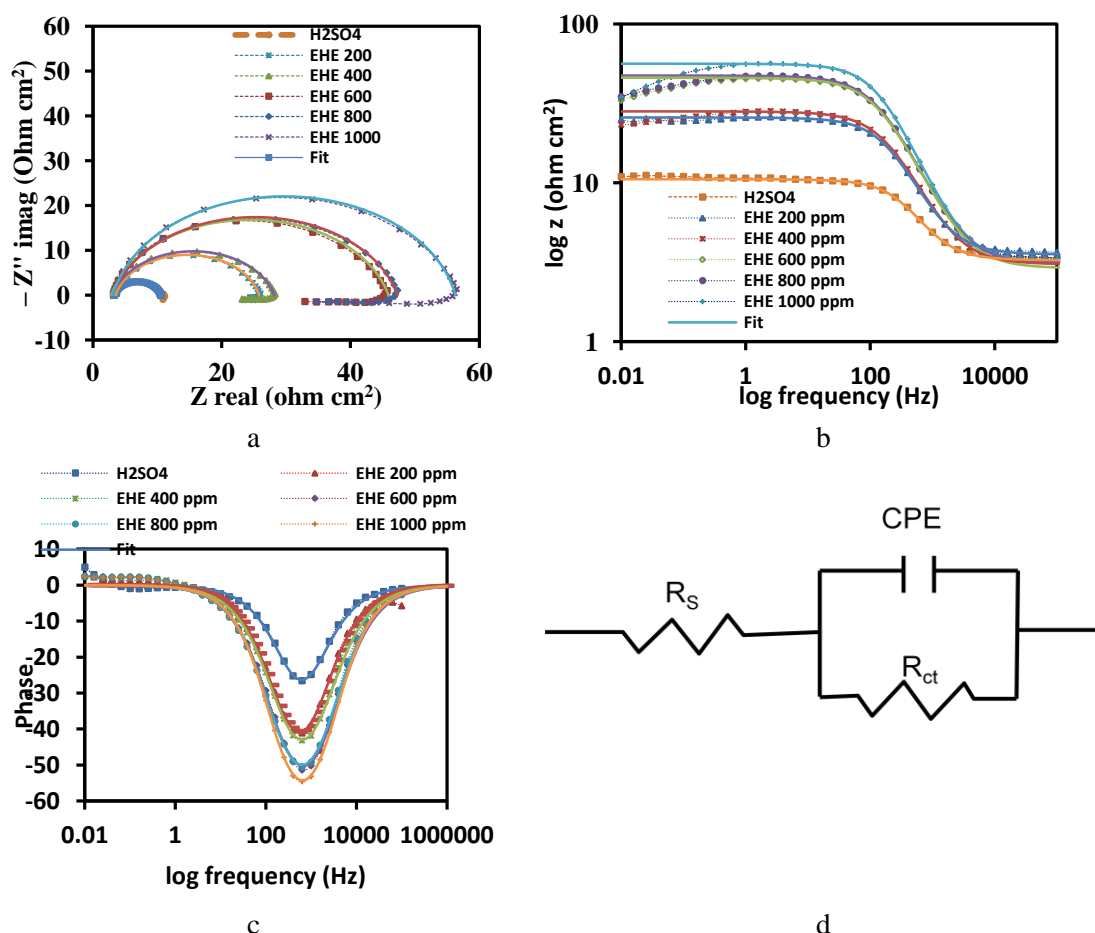 60
50
40
30
20
10
0
-10
– Z'' imag (Ohm cm²)
H2SO4
EHE 200
EHE 400
EHE 600
EHE 800
EHE 1000
Fit
0 20 40 60
Z real (ohm cm²)
a
100
10
1
log z (ohm cm²)
H2SO4
EHE 200 ppm
EHE 400 ppm
EHE 600 ppm
EHE 800 ppm
EHE 1000 ppm
Fit
0.01 1 100 10000
log frequency (Hz)
b
H2SO4 EHE 200 ppm
EHE 400 ppm EHE 600 ppm
EHE 800 ppm EHE 1000 ppm
Fit
10
0
-10
-20
-30
-40
-50
-60
Phase
0.01 1 100 10000 1000000
log frequency (Hz)
c
CPE
RS
Rct
d